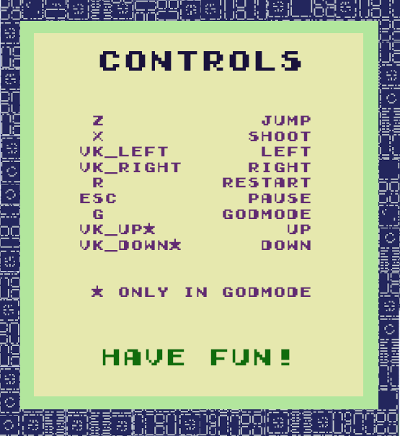 CONTROLS
Z JUMP
X SHOOT
VK_LEFT LEFT
VK_RIGHT RIGHT
R RESTART
ESC PAUSE
G GODMODE
VK_UP* UP
VK_DOWN* DOWN
* ONLY IN GODMODE
HAVE FUN!